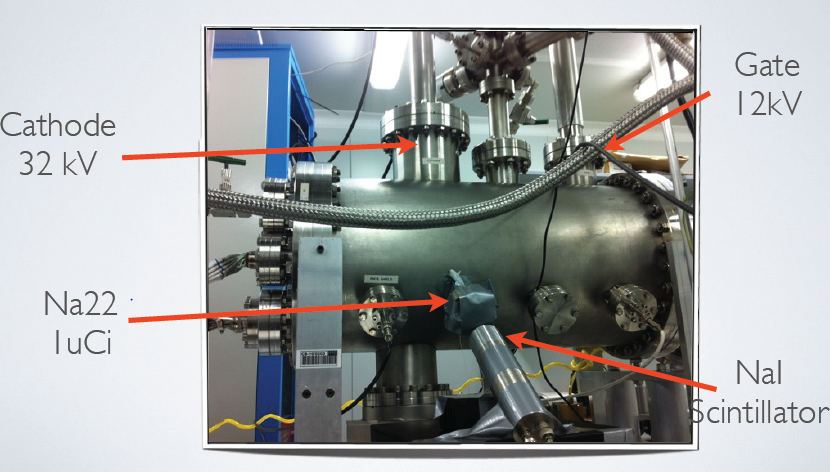 Cathode
32 kV
Gate
12kV
Na22
1uCi
NaI
Scintillator